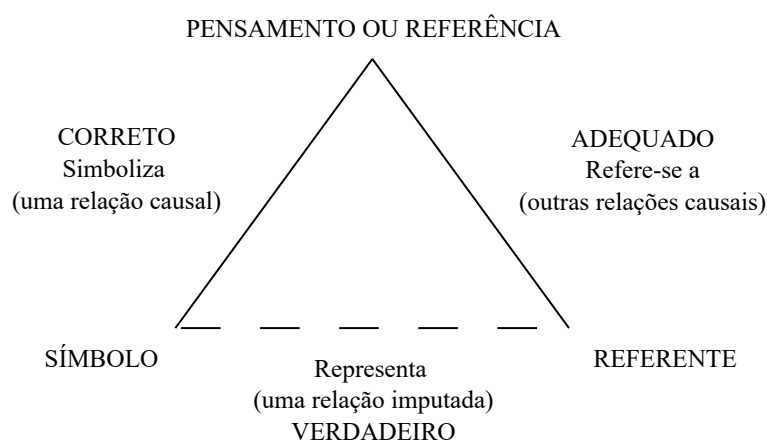 PENSAMENTO OU REFERÊNCIA
CORRETO
Simboliza
(uma relação causal)
ADEQUADO
Refere-se a
(outras relações causais)
SÍMBOLO
REFERENTE
Representa
(uma relação imputada)
VERDADEIRO